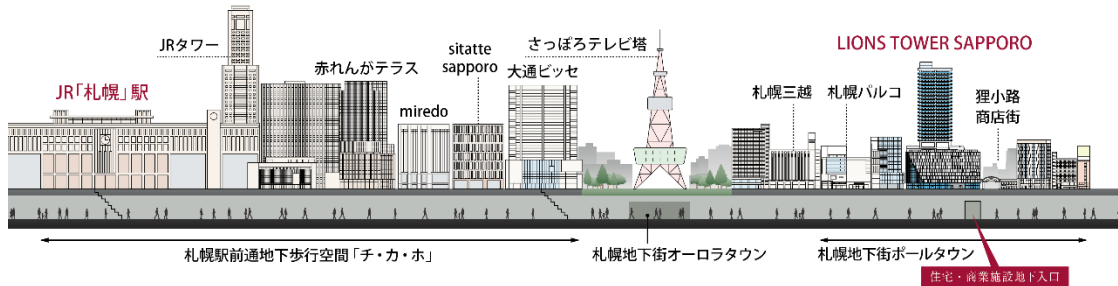 JRタワー
JR「札幌」駅
赤れんがテラス
miredo
sitatte
sapporo
大通ビッセ
さっぽろテレビ塔
札幌三越
札幌パルコ
LIONS TOWER SAPPORO
狸小路
商店街
札幌駅前通地下歩行空間「チ・カ・ホ」
札幌地下街オーロラタウン
札幌地下街ポールタウン
住宅・商業施設地下入口